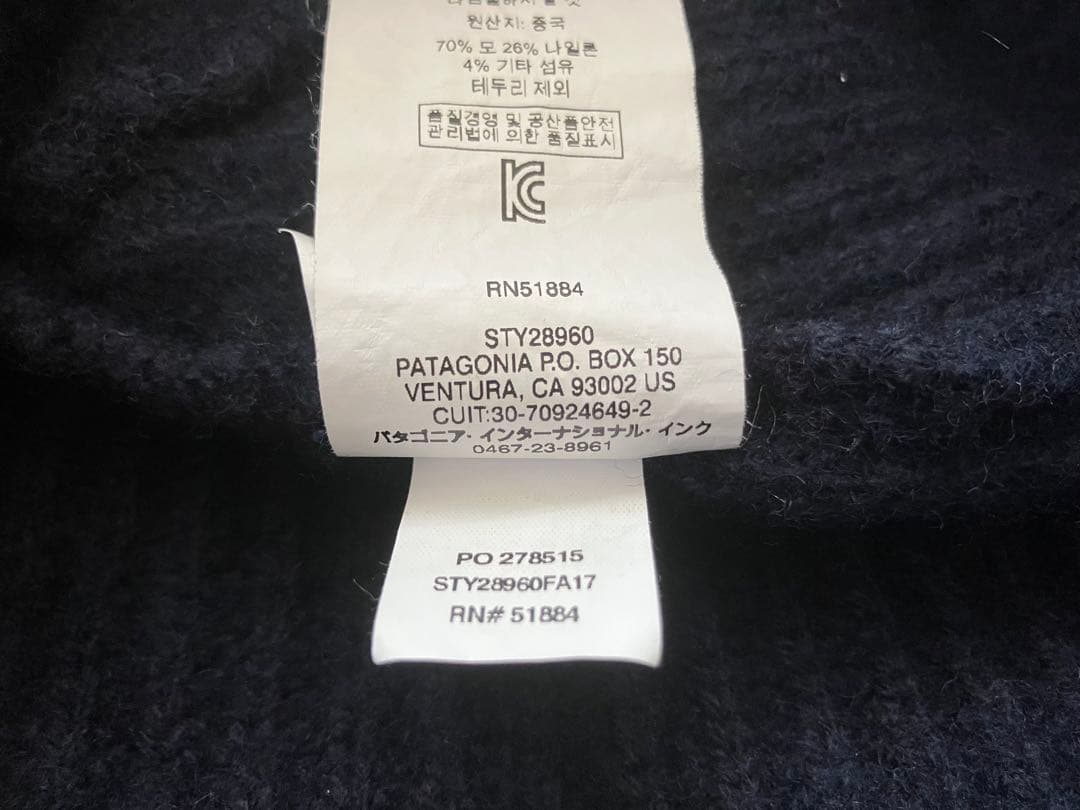 원산지: 중국
70% 모 26% 나일론
4% 기타 섬유
테두리 제외
품질경영 및 공산품안전
관리법에 의한 품질표시
KC
RN51884
STY28960
PATAGONIA P.O. BOX 150
VENTURA, CA 93002 US
CUIT:30-70924649-2
パタゴニア・インターナショナル・インク
0467-23-8961
PO 278515
STY28960FA17
RN# 51884